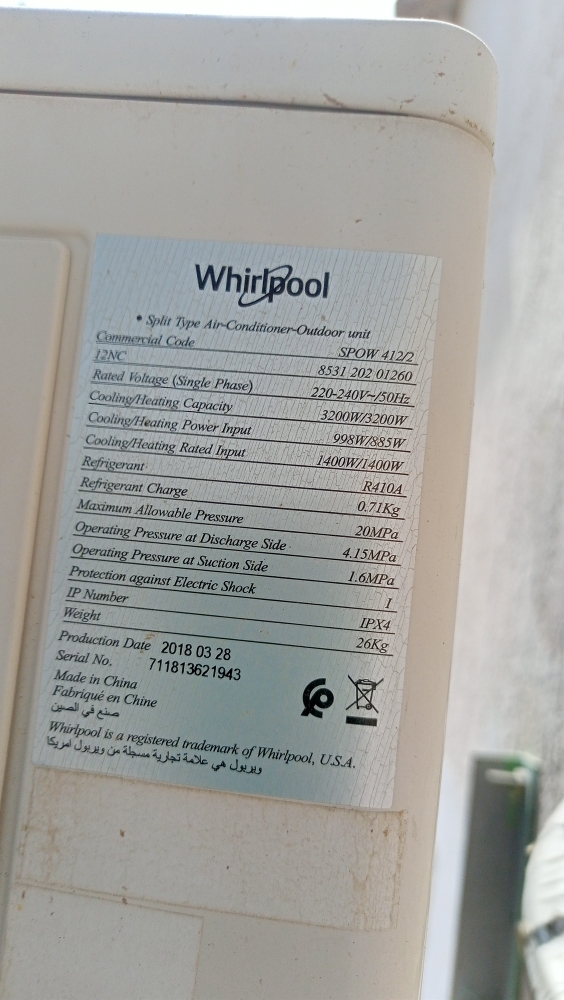 Whirlpool
• Split Type Air-Conditioner-Outdoor unit
Commercial Code SPOW 412/2
12NC 8531 202 01260
Rated Voltage (Single Phase) 220-240V~/50Hz
Cooling/Heating Capacity 3200W/3200W
Cooling/Heating Power Input 998W/885W
Cooling/Heating Rated Input 1400W/1400W
Refrigerant R410A
Refrigerant Charge 0.71Kg
Maximum Allowable Pressure 20MPa
Operating Pressure at Discharge Side 4.15MPa
Operating Pressure at Suction Side 1.6MPa
Protection against Electric Shock I
IP Number IPX4
Weight 26Kg
Production Date 2018 03 28
Serial No. 711813621943
Made in China
Fabriqué en Chine
صنع في الصين
Whirlpool is a registered trademark of Whirlpool, U.S.A.
ويربول هي علامة تجارية مسجلة من ويربول أمريكا